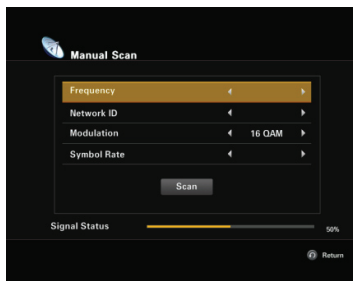 Manual Scan
Frequency
Network ID
Modulation 16 QAM
Symbol Rate
Scan
Signal Status 50%
Return